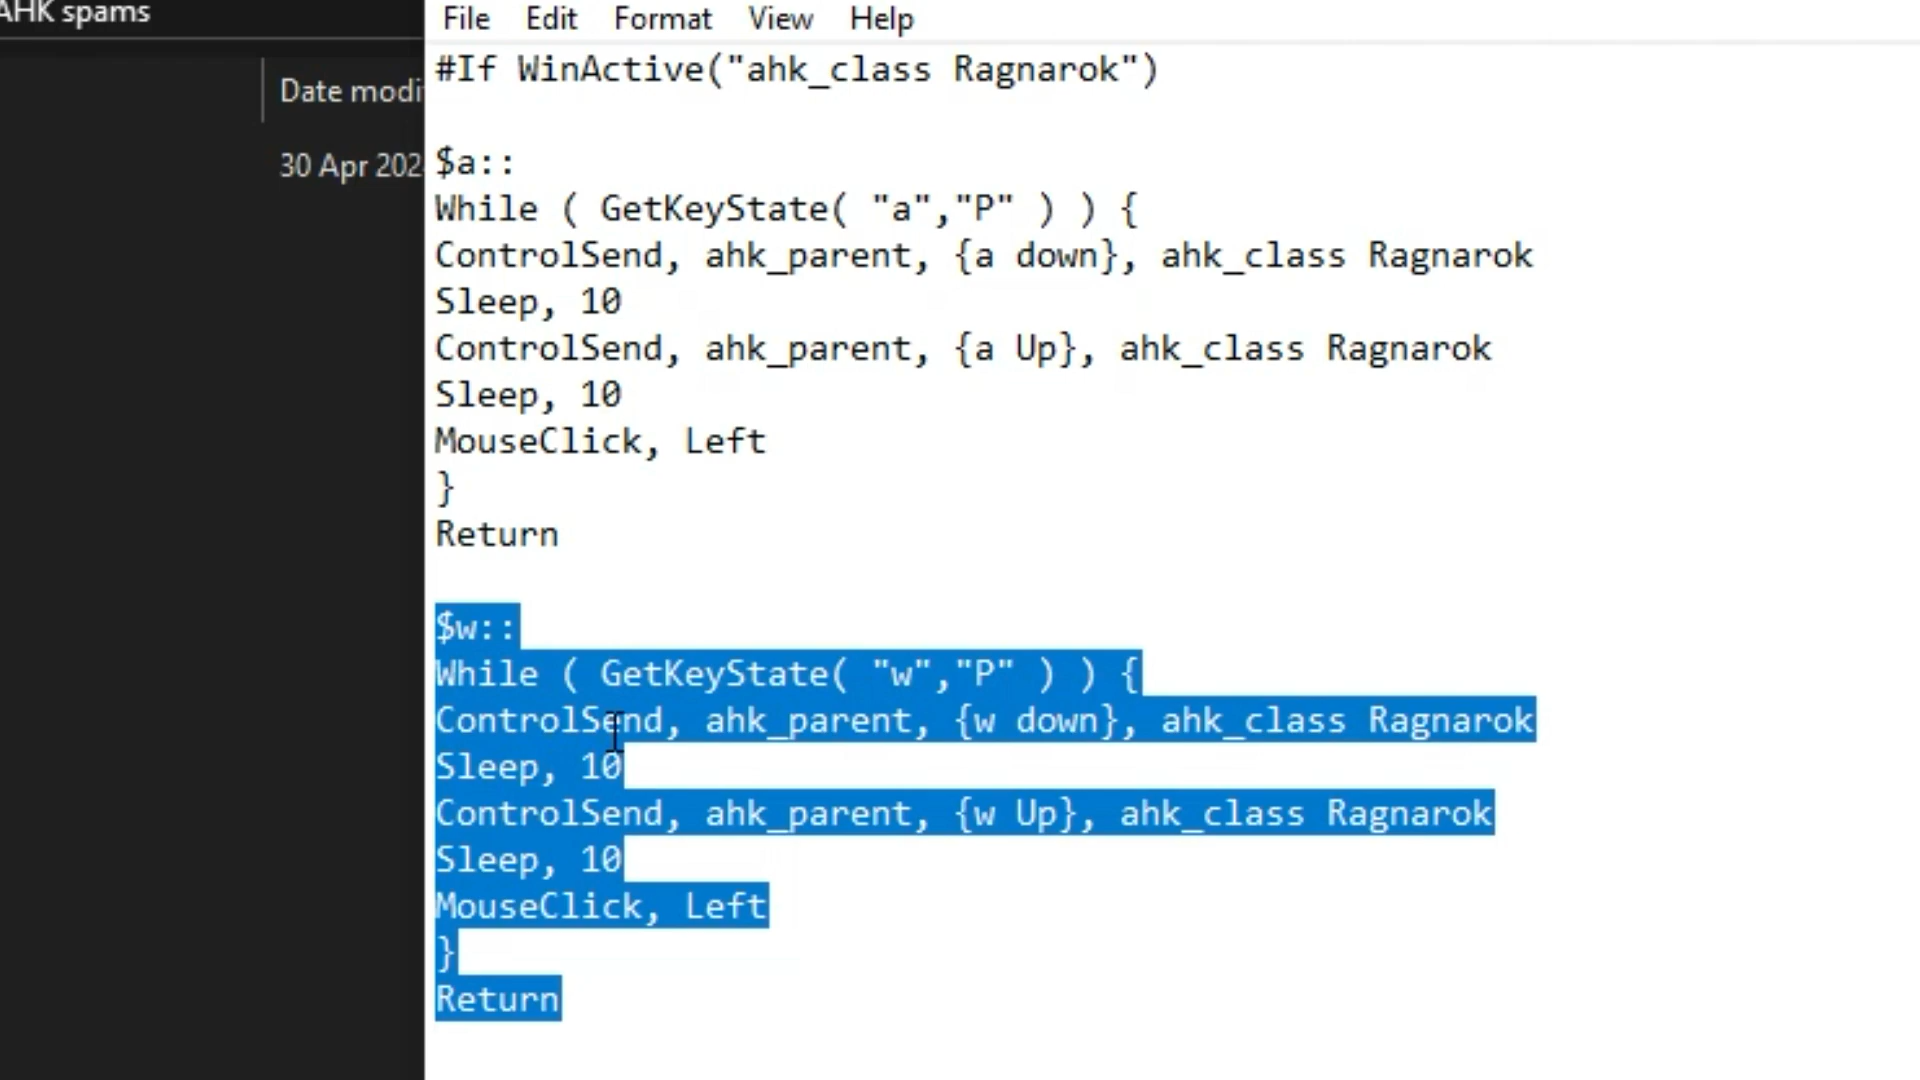 AHK spams
File Edit Format View Help
Date modi
30 Apr 202
#If WinActive("ahk_class Ragnarok")
$a::
While ( GetKeyState( "a","P" ) ) {
ControlSend, ahk_parent, {a down}, ahk_class Ragnarok
Sleep, 10
ControlSend, ahk_parent, {a Up}, ahk_class Ragnarok
Sleep, 10
MouseClick, Left
}
Return
$w::
While ( GetKeyState( "w","P" ) ) {
ControlSend, ahk_parent, {w down}, ahk_class Ragnarok
Sleep, 10
ControlSend, ahk_parent, {w Up}, ahk_class Ragnarok
Sleep, 10
MouseClick, Left
}
Return